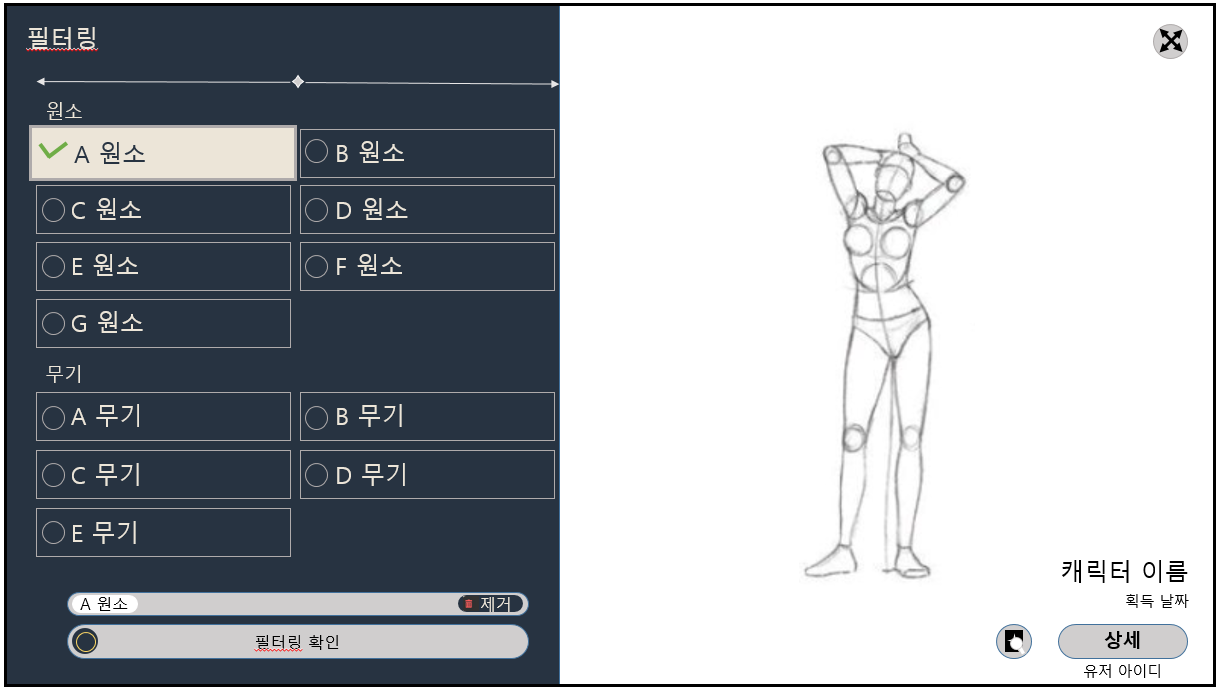 필터링
원소
A 원소
B 원소
C 원소
D 원소
E 원소
F 원소
G 원소
무기
A 무기
B 무기
C 무기
D 무기
E 무기
A 원소
제거
필터링 확인
캐릭터 이름
획득 날짜
상세
유저 아이디